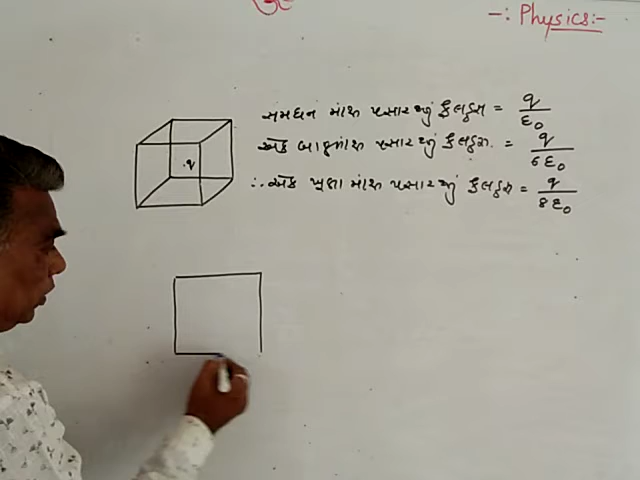 -: Physics:-
સમઘન માંથી પસાર થતું ફ્લક્સ = q/ε₀
એક બાજુમાંથી પસાર થતું ફ્લક્સ. = q/6ε₀
∴ એક ખૂણા માંથી પસાર થતું ફ્લક્સ = q/8ε₀
.q